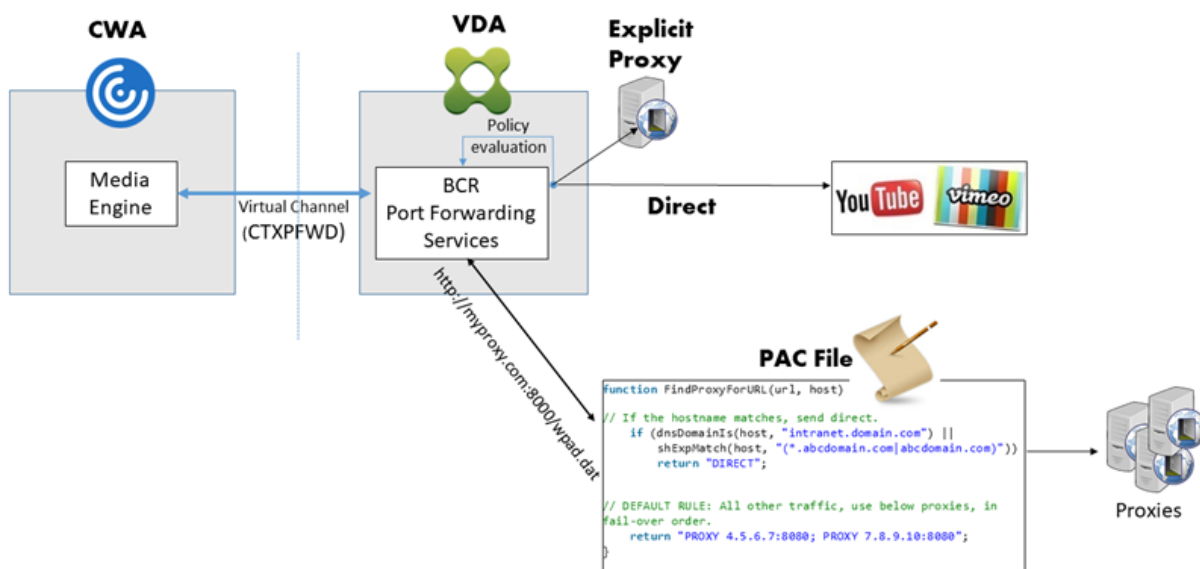 CWA
VDA
Explicit
Proxy
Policy
evaluation
Media
Engine
Virtual Channel
(CTXPFWD)
BCR
Port Forwarding
Services
Direct
YouTube
vimeo
http://myproxy.com:8000/wpad.dat
PAC File
function FindProxyForURL(url, host)
// If the hostname matches, send direct.
if (dnsDomainIs(host, "intranet.domain.com") ||
shExpMatch(host, "(*.abcdomain.com|abcdomain.com)"))
return "DIRECT";
// DEFAULT RULE: All other traffic, use below proxies, in
fail-over order.
return "PROXY 4.5.6.7:8080; PROXY 7.8.9.10:8080";
}
Proxies